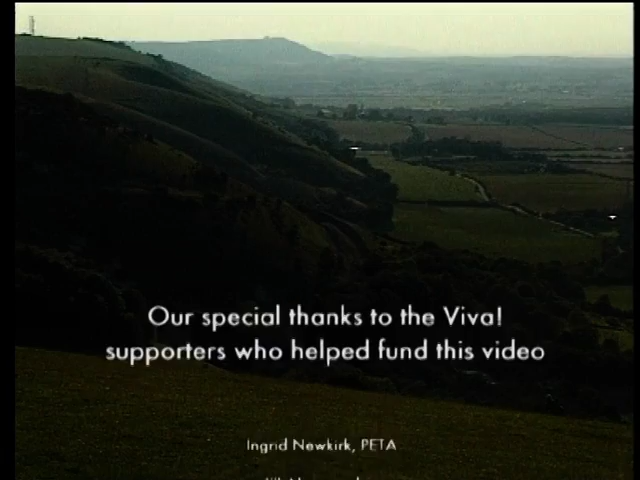 Our special thanks to the Viva!
supporters who helped fund this video
Ingrid Newkirk, PETA